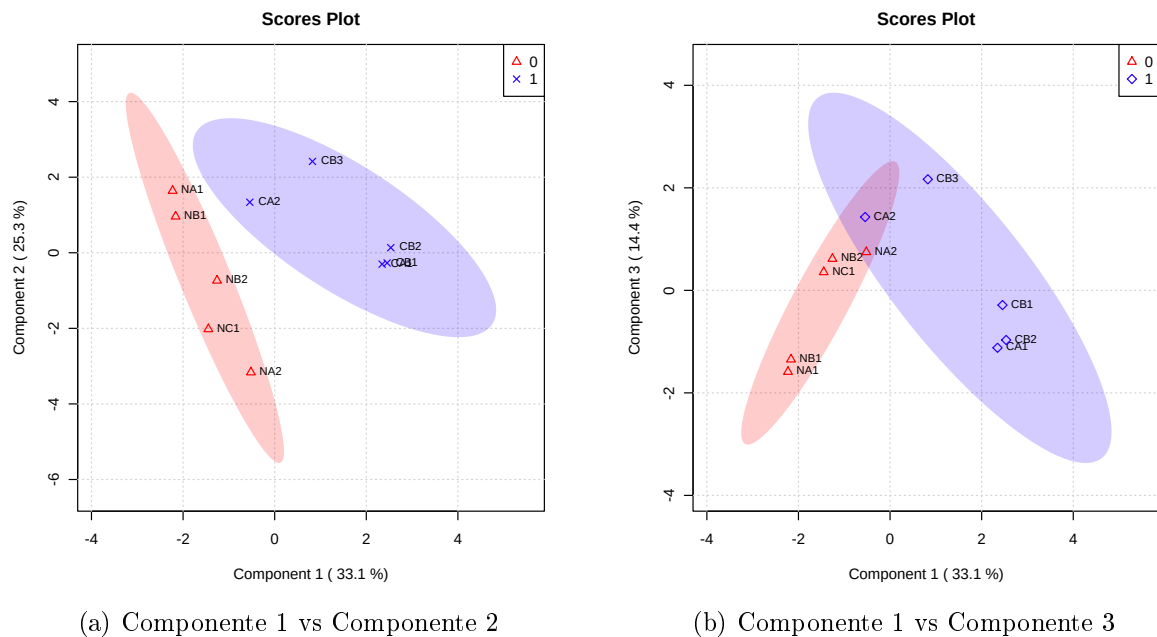 Scores Plot
0
1
Component 2 ( 25.3 %)
4
2
0
-2
-4
-6
CB3
NA1
CA2
NB1
CB2
CA1
CB1
NB2
NC1
NA2
-4
-2
0
2
4
Component 1 ( 33.1 %)
(a) Componente 1 vs Componente 2
Scores Plot
0
1
Component 3 ( 14.4 %)
4
2
0
-2
-4
CB3
CA2
NA2
NB2
NC1
CB1
CB2
CA1
NB1
NA1
-4
-2
0
2
4
Component 1 ( 33.1 %)
(b) Componente 1 vs Componente 3